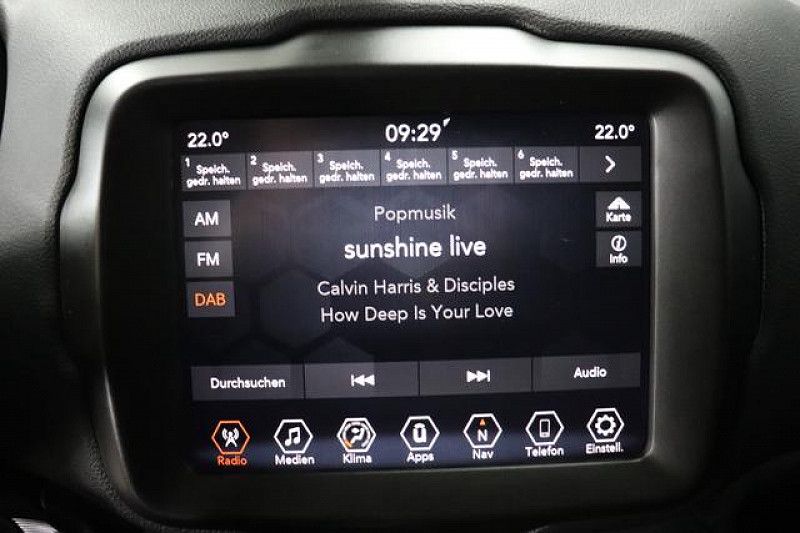 22.0° 09:29 22.0°
1 Speich. gedr. halten
2 Speich. gedr. halten
3 Speich. gedr. halten
4 Speich. gedr. halten
5 Speich. gedr. halten
6 Speich. gedr. halten
AM
FM
DAB
Popmusik
sunshine live
Calvin Harris & Disciples
How Deep Is Your Love
Karte
Info
Durchsuchen
Audio
Radio
Medien
Klima
Apps
N
Nav
Telefon
Einstell.